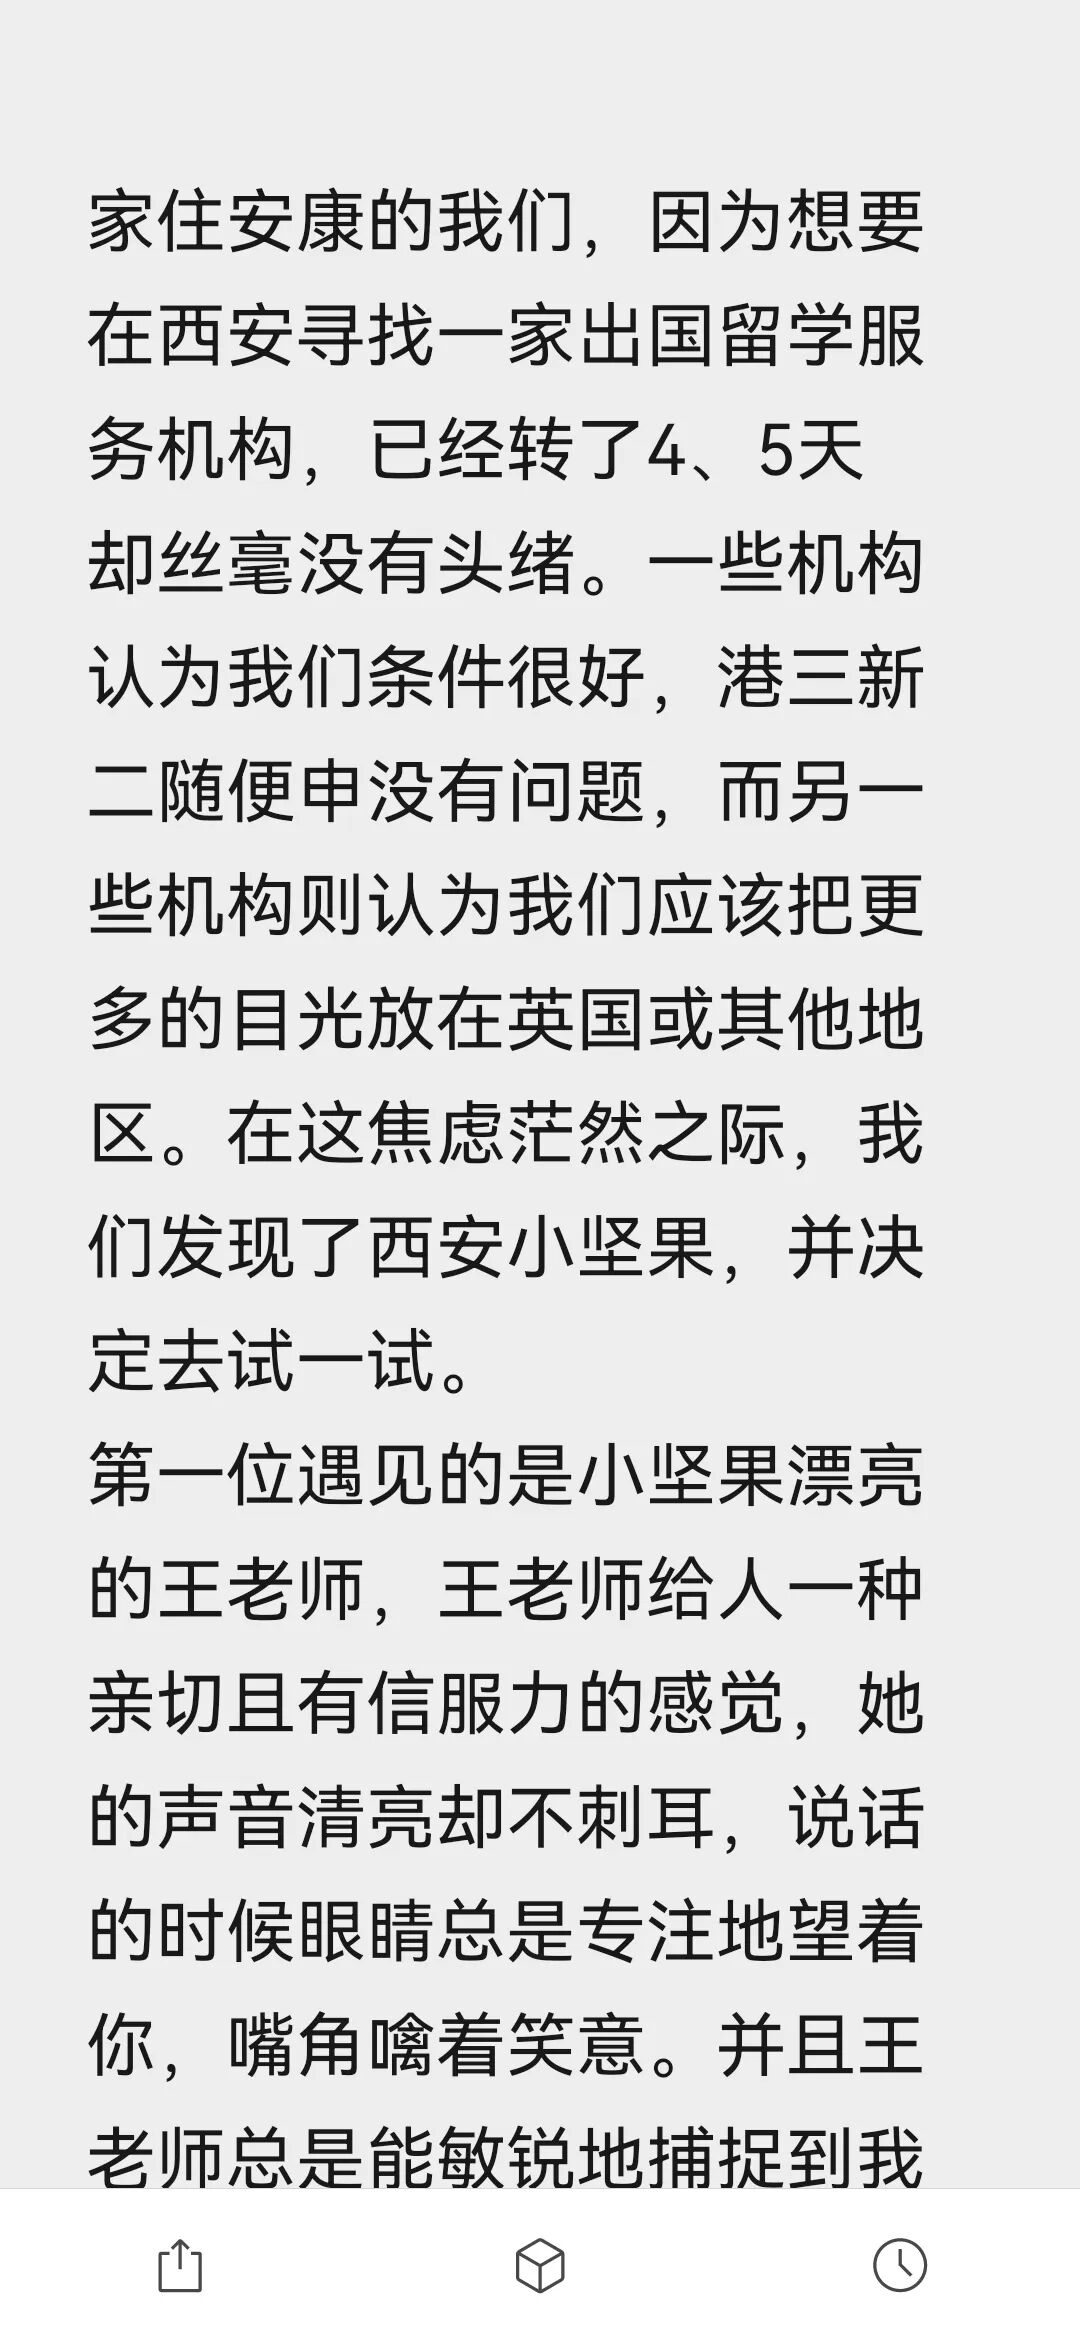 家住安康的我们，因为想要
在西安寻找一家出国留学服
务机构，已经转了4、5天
却丝毫没有头绪。一些机构
认为我们条件很好，港三新
二随便申没有问题，而另一
些机构则认为我们应该把更
多的目光放在英国或其他地
区。在这焦虑茫然之际，我
们发现了西安小坚果，并决
定去试一试。
第一位遇见的是小坚果漂亮
的王老师，王老师给人一种
亲切且有信服力的感觉，她
的声音清亮却不刺耳，说话
的时候眼睛总是专注地望着
你，嘴角噙着笑意。并且王
老师总是能敏锐地捕捉到我